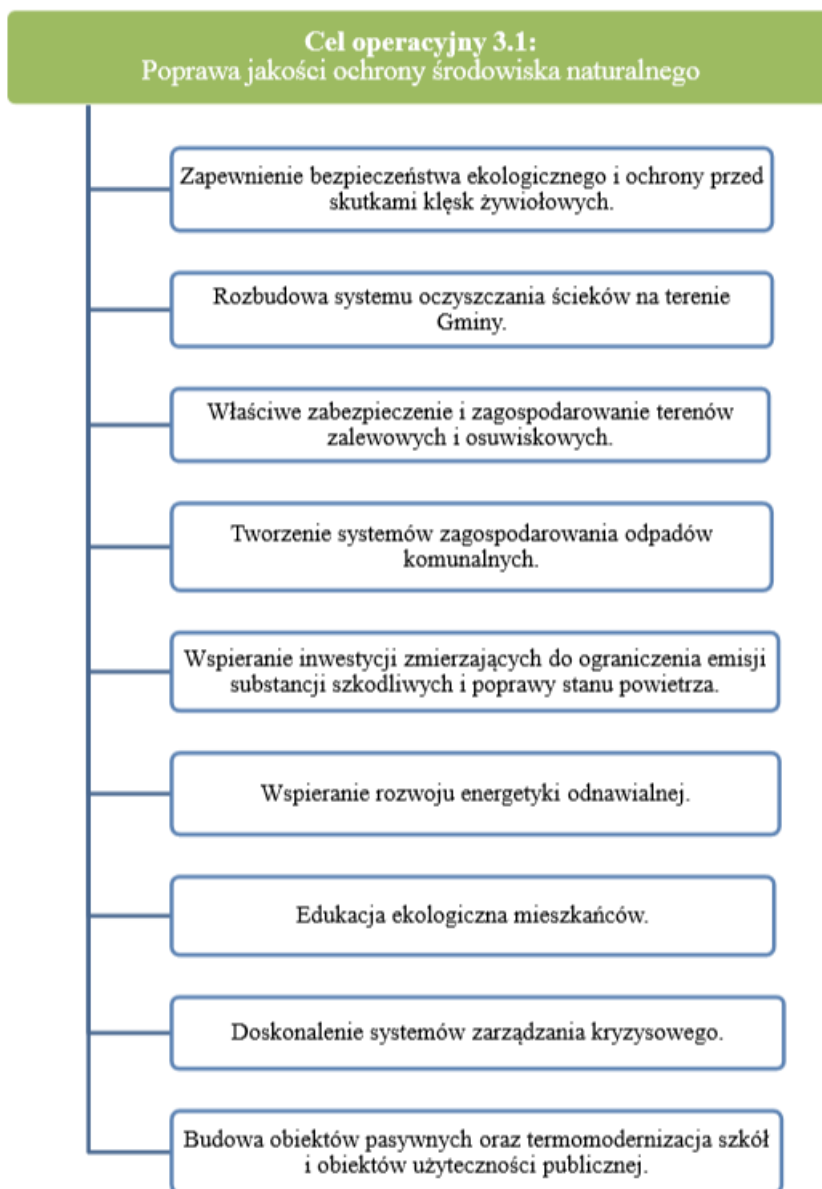 Cel operacyjny 3.1:
Poprawa jakości ochrony środowiska naturalnego
Zapewnienie bezpieczeństwa ekologicznego i ochrony przed
skutkami klęsk żywiołowych.
Rozbudowa systemu oczyszczania ścieków na terenie
Gminy.
Właściwe zabezpieczenie i zagospodarowanie terenów
zalewowych i osuwiskowych.
Tworzenie systemów zagospodarowania odpadów
komunalnych.
Wspieranie inwestycji zmierzających do ograniczenia emisji
substancji szkodliwych i poprawy stanu powietrza.
Wspieranie rozwoju energetyki odnawialnej.
Edukacja ekologiczna mieszkańców.
Doskonalenie systemów zarządzania kryzysowego.
Budowa obiektów pasywnych oraz termomodernizacja szkół
i obiektów użyteczności publicznej.